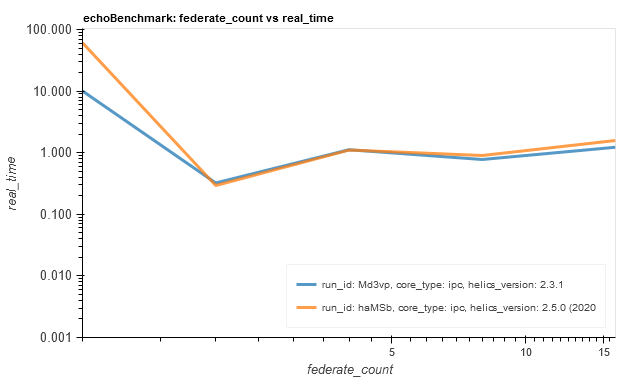 echoBenchmark: federate_count vs real_time
100.000
10.000
1.000
0.100
0.010
0.001
real_time
run_id: Md3vp, core_type: ipc, helics_version: 2.3.1
run_id: haMSb, core_type: ipc, helics_version: 2.5.0 (2020
5
10
15
federate_count